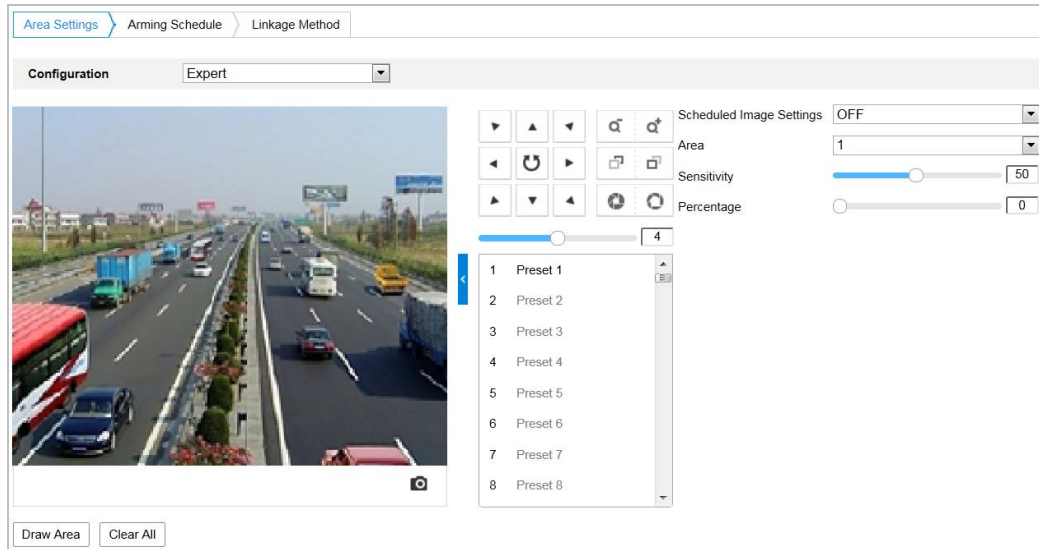 Area Settings
Arming Schedule
Linkage Method
Configuration
Expert
Scheduled Image Settings
OFF
Area
1
Sensitivity
50
Percentage
0
4
1 Preset 1
2 Preset 2
3 Preset 3
4 Preset 4
5 Preset 5
6 Preset 6
7 Preset 7
8 Preset 8
Draw Area
Clear All